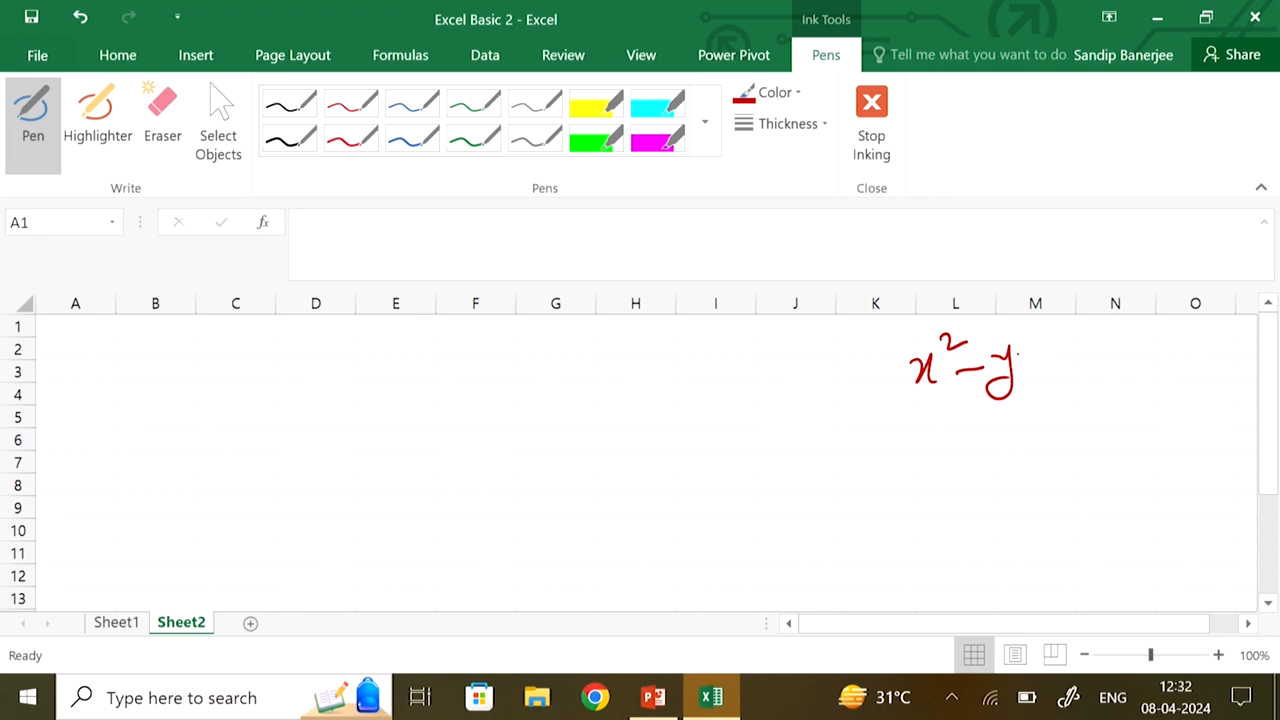 Excel Basic 2 - Excel
Ink Tools
File Home Insert Page Layout Formulas Data Review View Power Pivot Pens Tell me what you want to do Sandip Banerjee Share
Pen Highlighter Eraser Select Objects
Color
Thickness
Stop Inking
Write Pens Close
A1 fx
A B C D E F G H I J K L M N O
1
2
3
4
5
6
7
8
9
10
11
12
13
x² - y
Sheet1 Sheet2
Ready 100%
Type here to search 31°C ENG 12:32
08-04-2024